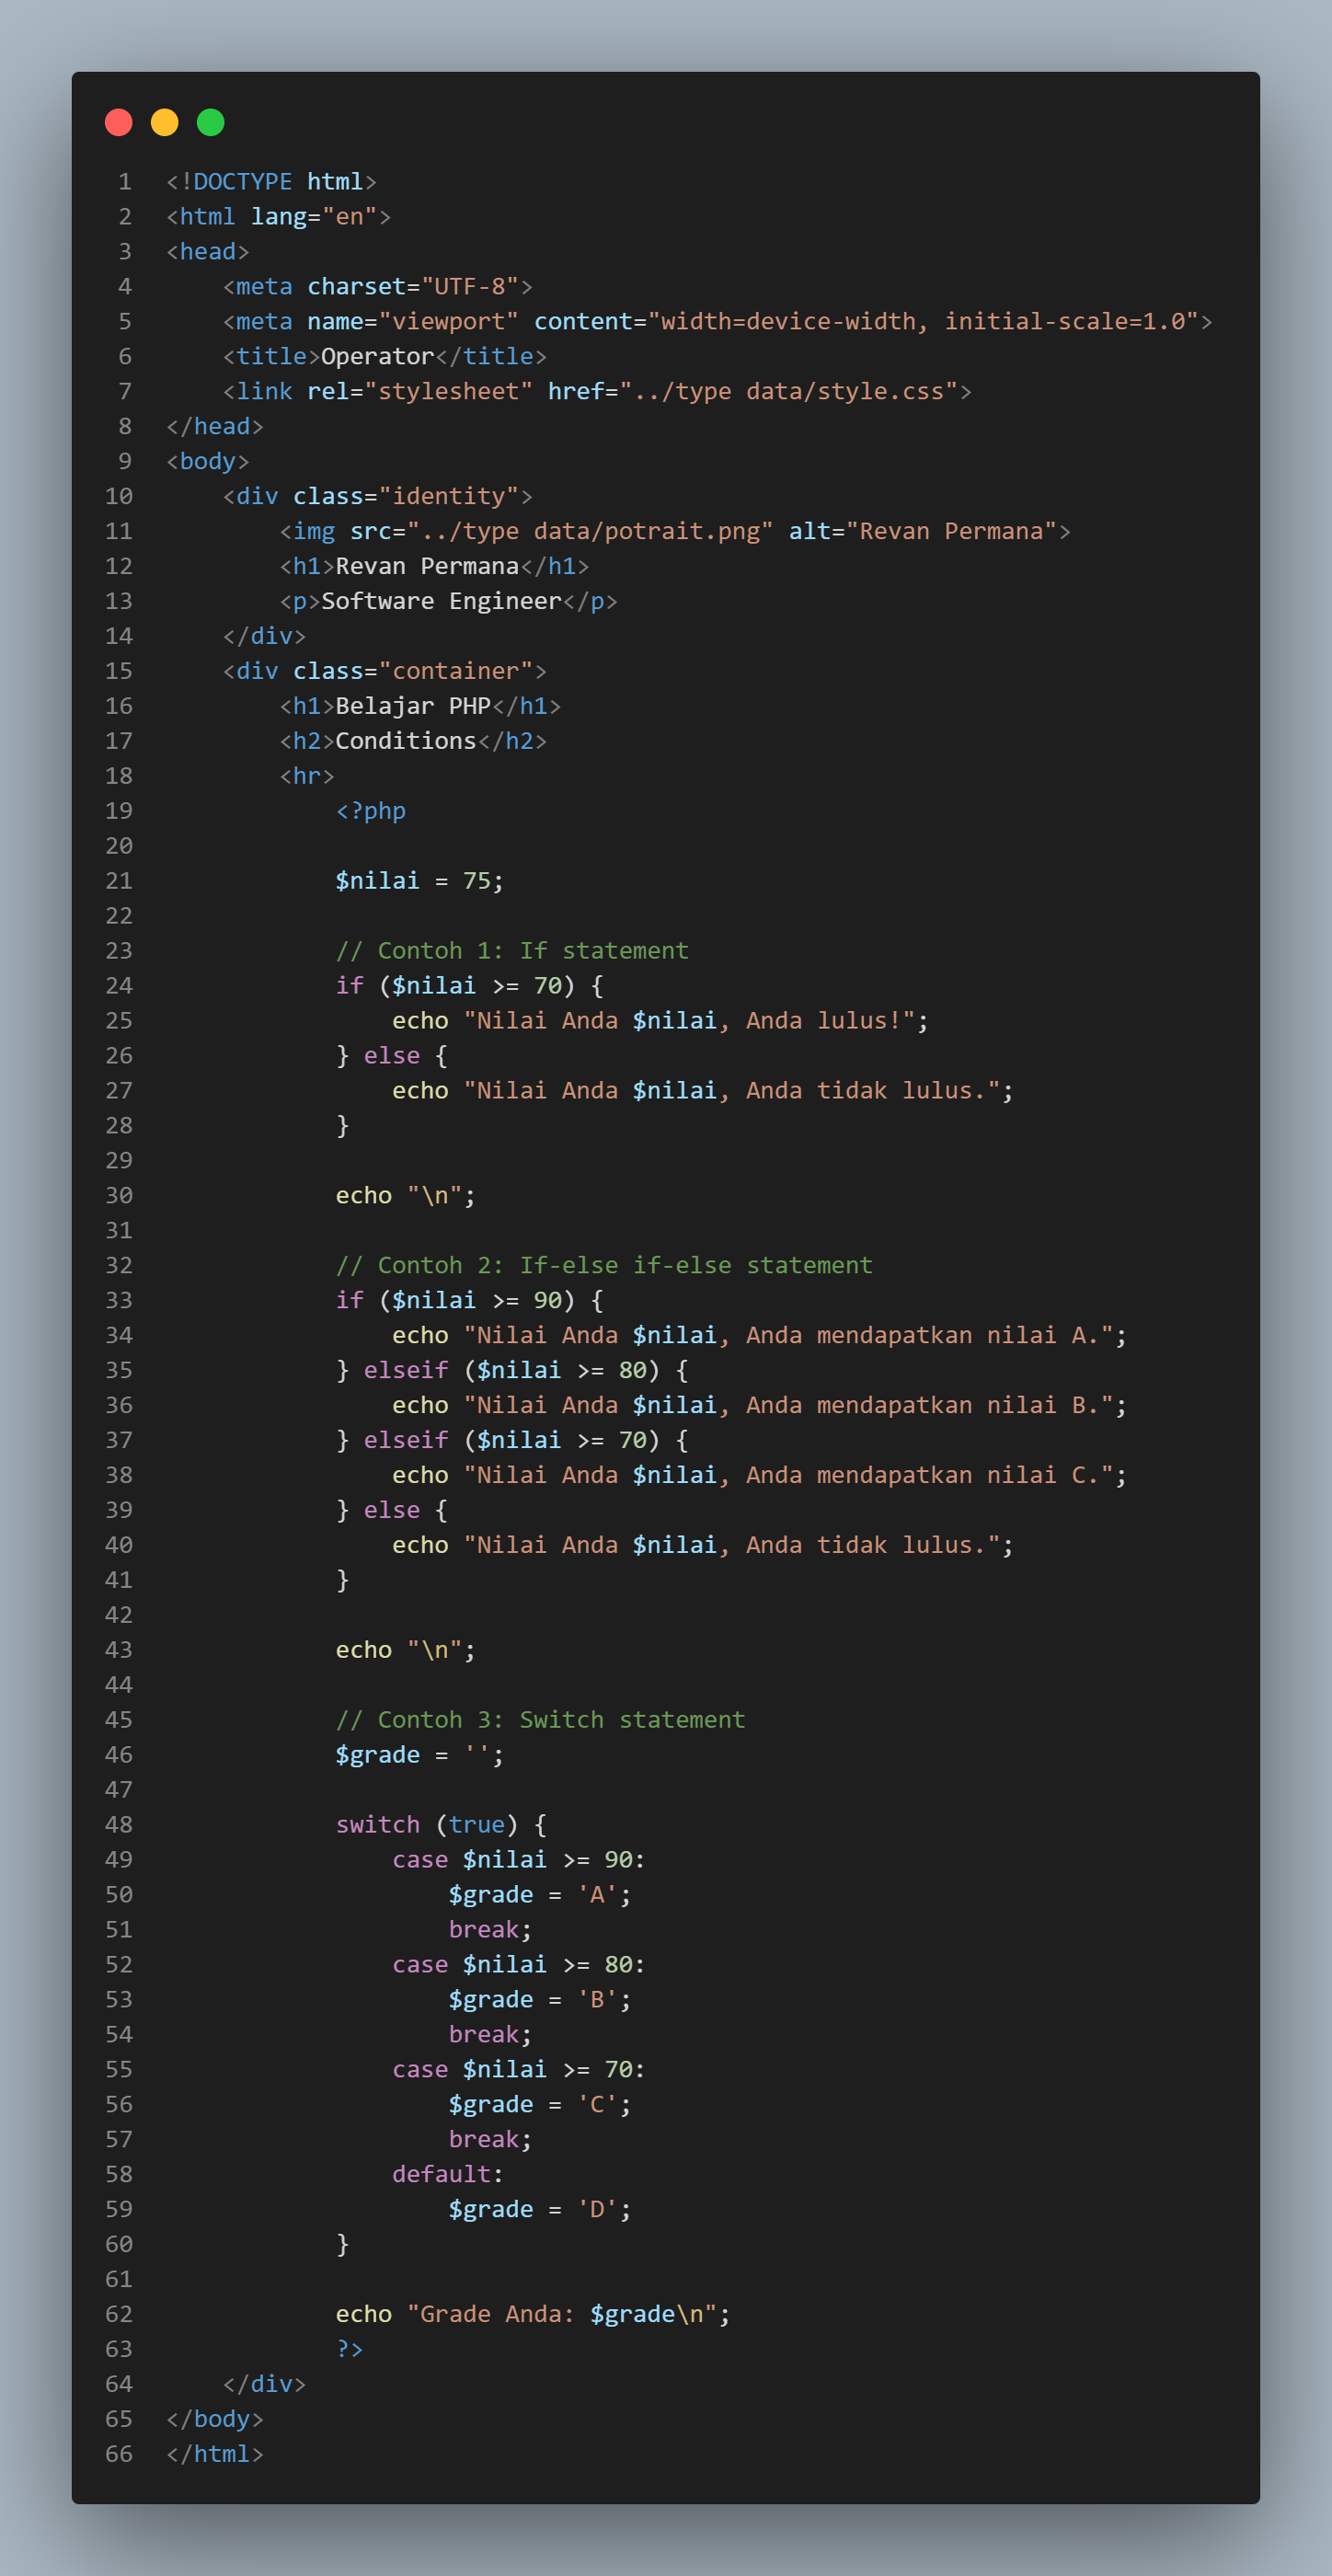 1 <!DOCTYPE html>
2 <html lang="en">
3 <head>
4     <meta charset="UTF-8">
5     <meta name="viewport" content="width=device-width, initial-scale=1.0">
6     <title>Operator</title>
7     <link rel="stylesheet" href="../type data/style.css">
8 </head>
9 <body>
10     <div class="identity">
11         <img src="../type data/potrait.png" alt="Revan Permana">
12         <h1>Revan Permana</h1>
13         <p>Software Engineer</p>
14     </div>
15     <div class="container">
16         <h1>Belajar PHP</h1>
17         <h2>Conditions</h2>
18         <hr>
19             <?php
20
21             $nilai = 75;
22
23             // Contoh 1: If statement
24             if ($nilai >= 70) {
25                 echo "Nilai Anda $nilai, Anda lulus!";
26             } else {
27                 echo "Nilai Anda $nilai, Anda tidak lulus.";
28             }
29
30             echo "\n";
31
32             // Contoh 2: If-else if-else statement
33             if ($nilai >= 90) {
34                 echo "Nilai Anda $nilai, Anda mendapatkan nilai A.";
35             } elseif ($nilai >= 80) {
36                 echo "Nilai Anda $nilai, Anda mendapatkan nilai B.";
37             } elseif ($nilai >= 70) {
38                 echo "Nilai Anda $nilai, Anda mendapatkan nilai C.";
39             } else {
40                 echo "Nilai Anda $nilai, Anda tidak lulus.";
41             }
42
43             echo "\n";
44
45             // Contoh 3: Switch statement
46             $grade = '';
47
48             switch (true) {
49                 case $nilai >= 90:
50                     $grade = 'A';
51                     break;
52                 case $nilai >= 80:
53                     $grade = 'B';
54                     break;
55                 case $nilai >= 70:
56                     $grade = 'C';
57                     break;
58                 default:
59                     $grade = 'D';
60             }
61
62             echo "Grade Anda: $grade\n";
63             ?>
64     </div>
65 </body>
66 </html>